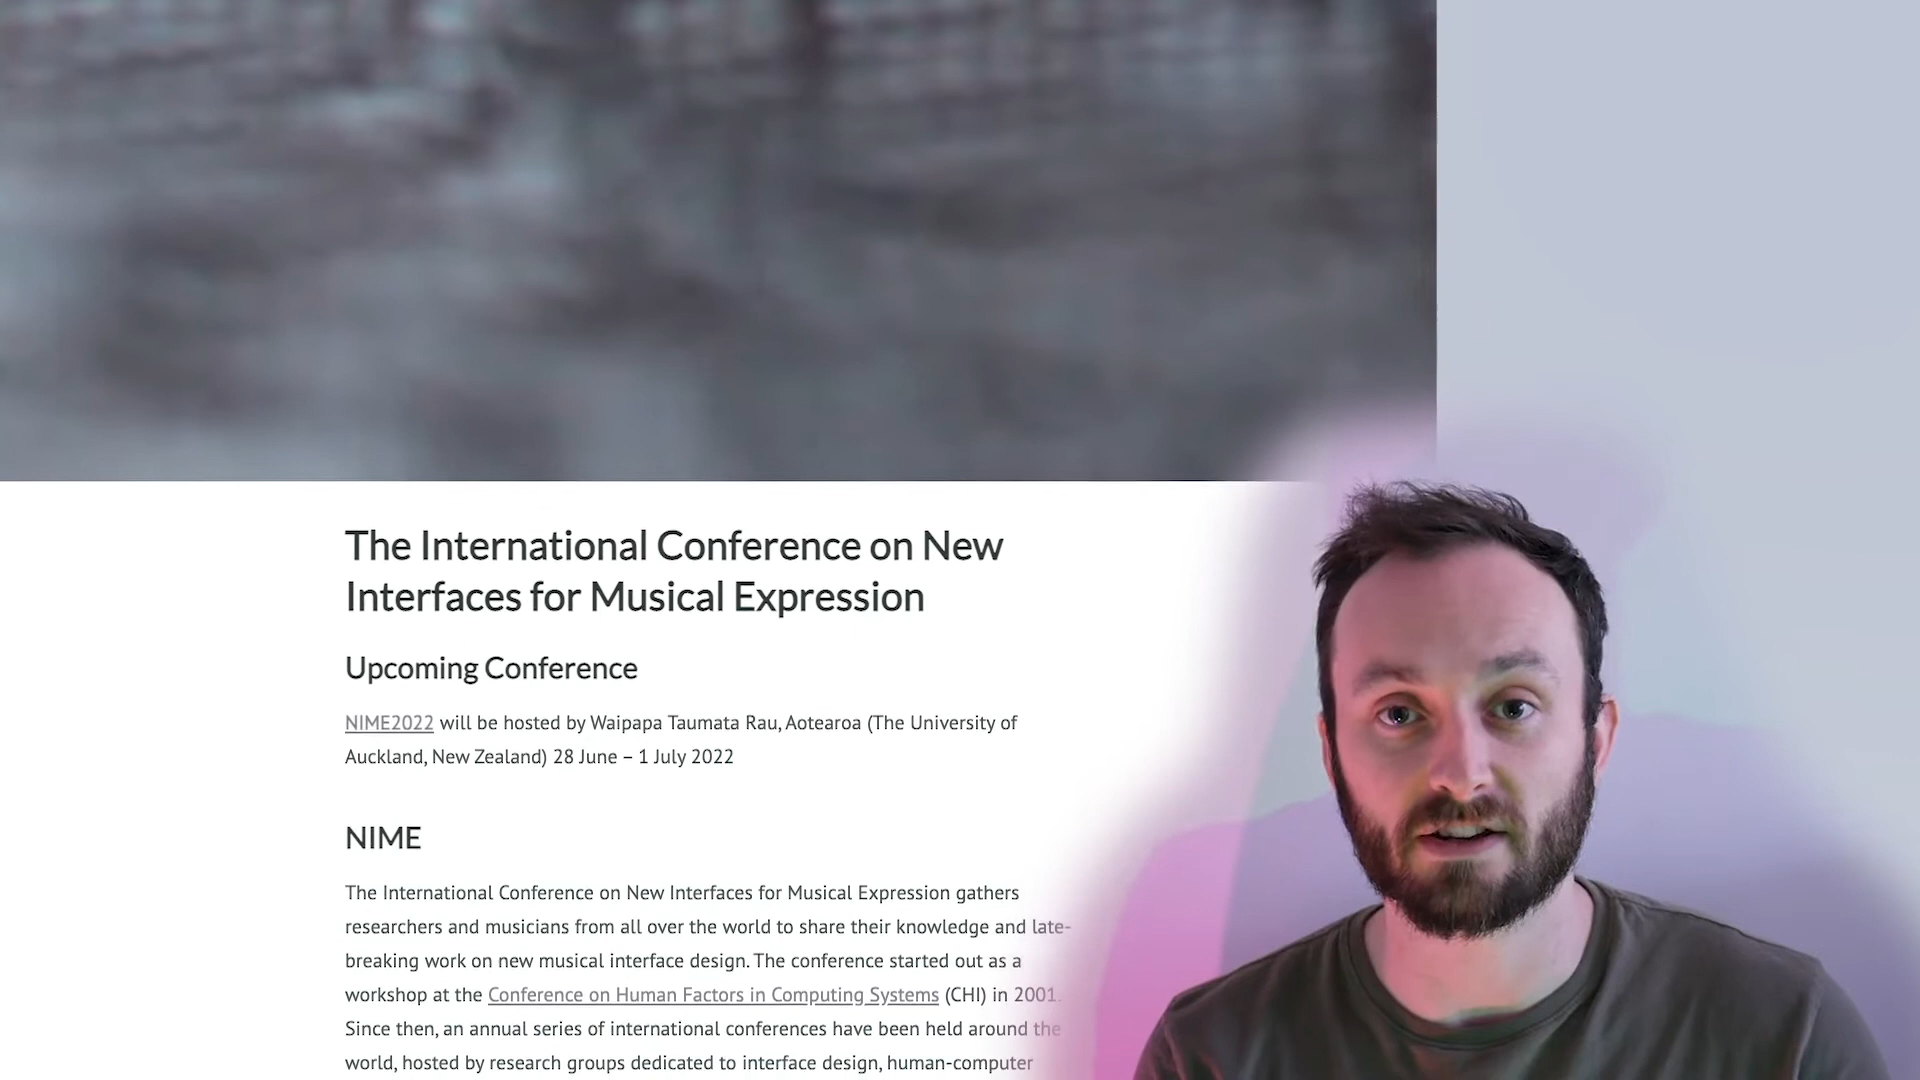 The International Conference on New
Interfaces for Musical Expression
Upcoming Conference
NIME2022 will be hosted by Waipapa Taumata Rau, Aotearoa (The University of
Auckland, New Zealand) 28 June – 1 July 2022
NIME
The International Conference on New Interfaces for Musical Expression gathers
researchers and musicians from all over the world to share their knowledge and late-
breaking work on new musical interface design. The conference started out as a
workshop at the Conference on Human Factors in Computing Systems (CHI) in 2001.
Since then, an annual series of international conferences have been held around the
world, hosted by research groups dedicated to interface design, human-computer